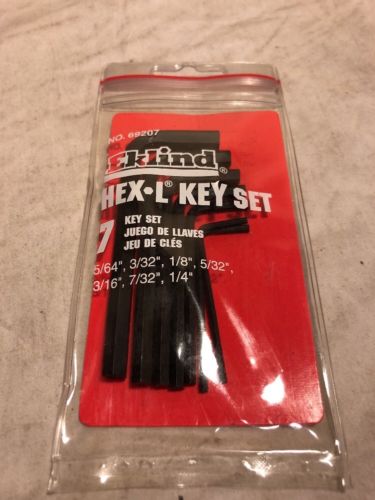 NO. 69207
Eklind®
HEX•L® KEY SET
7
KEY SET
JUEGO DE LLAVES
JEU DE CLÉS
5/64", 3/32", 1/8", 5/32",
3/16", 7/32", 1/4"